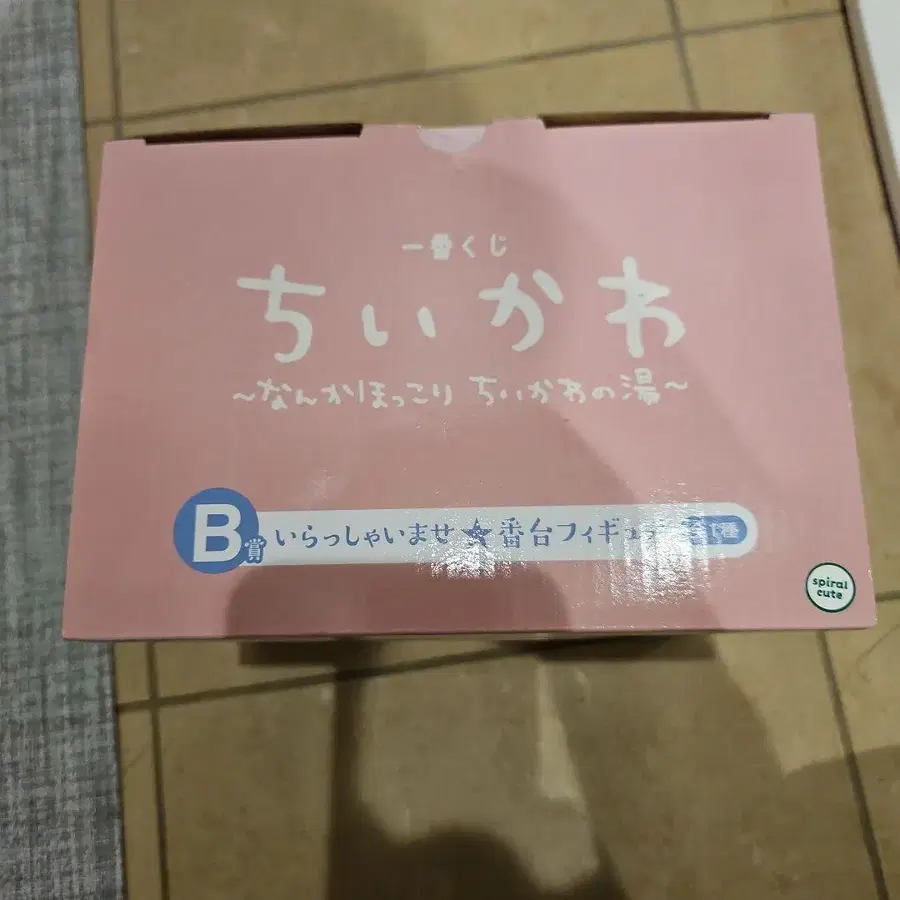 一番くじ
ちいかわ
～なんかほっこり ちいかわの湯～
B賞 いらっしゃいませ☆番台フィギュア
spiral
cute